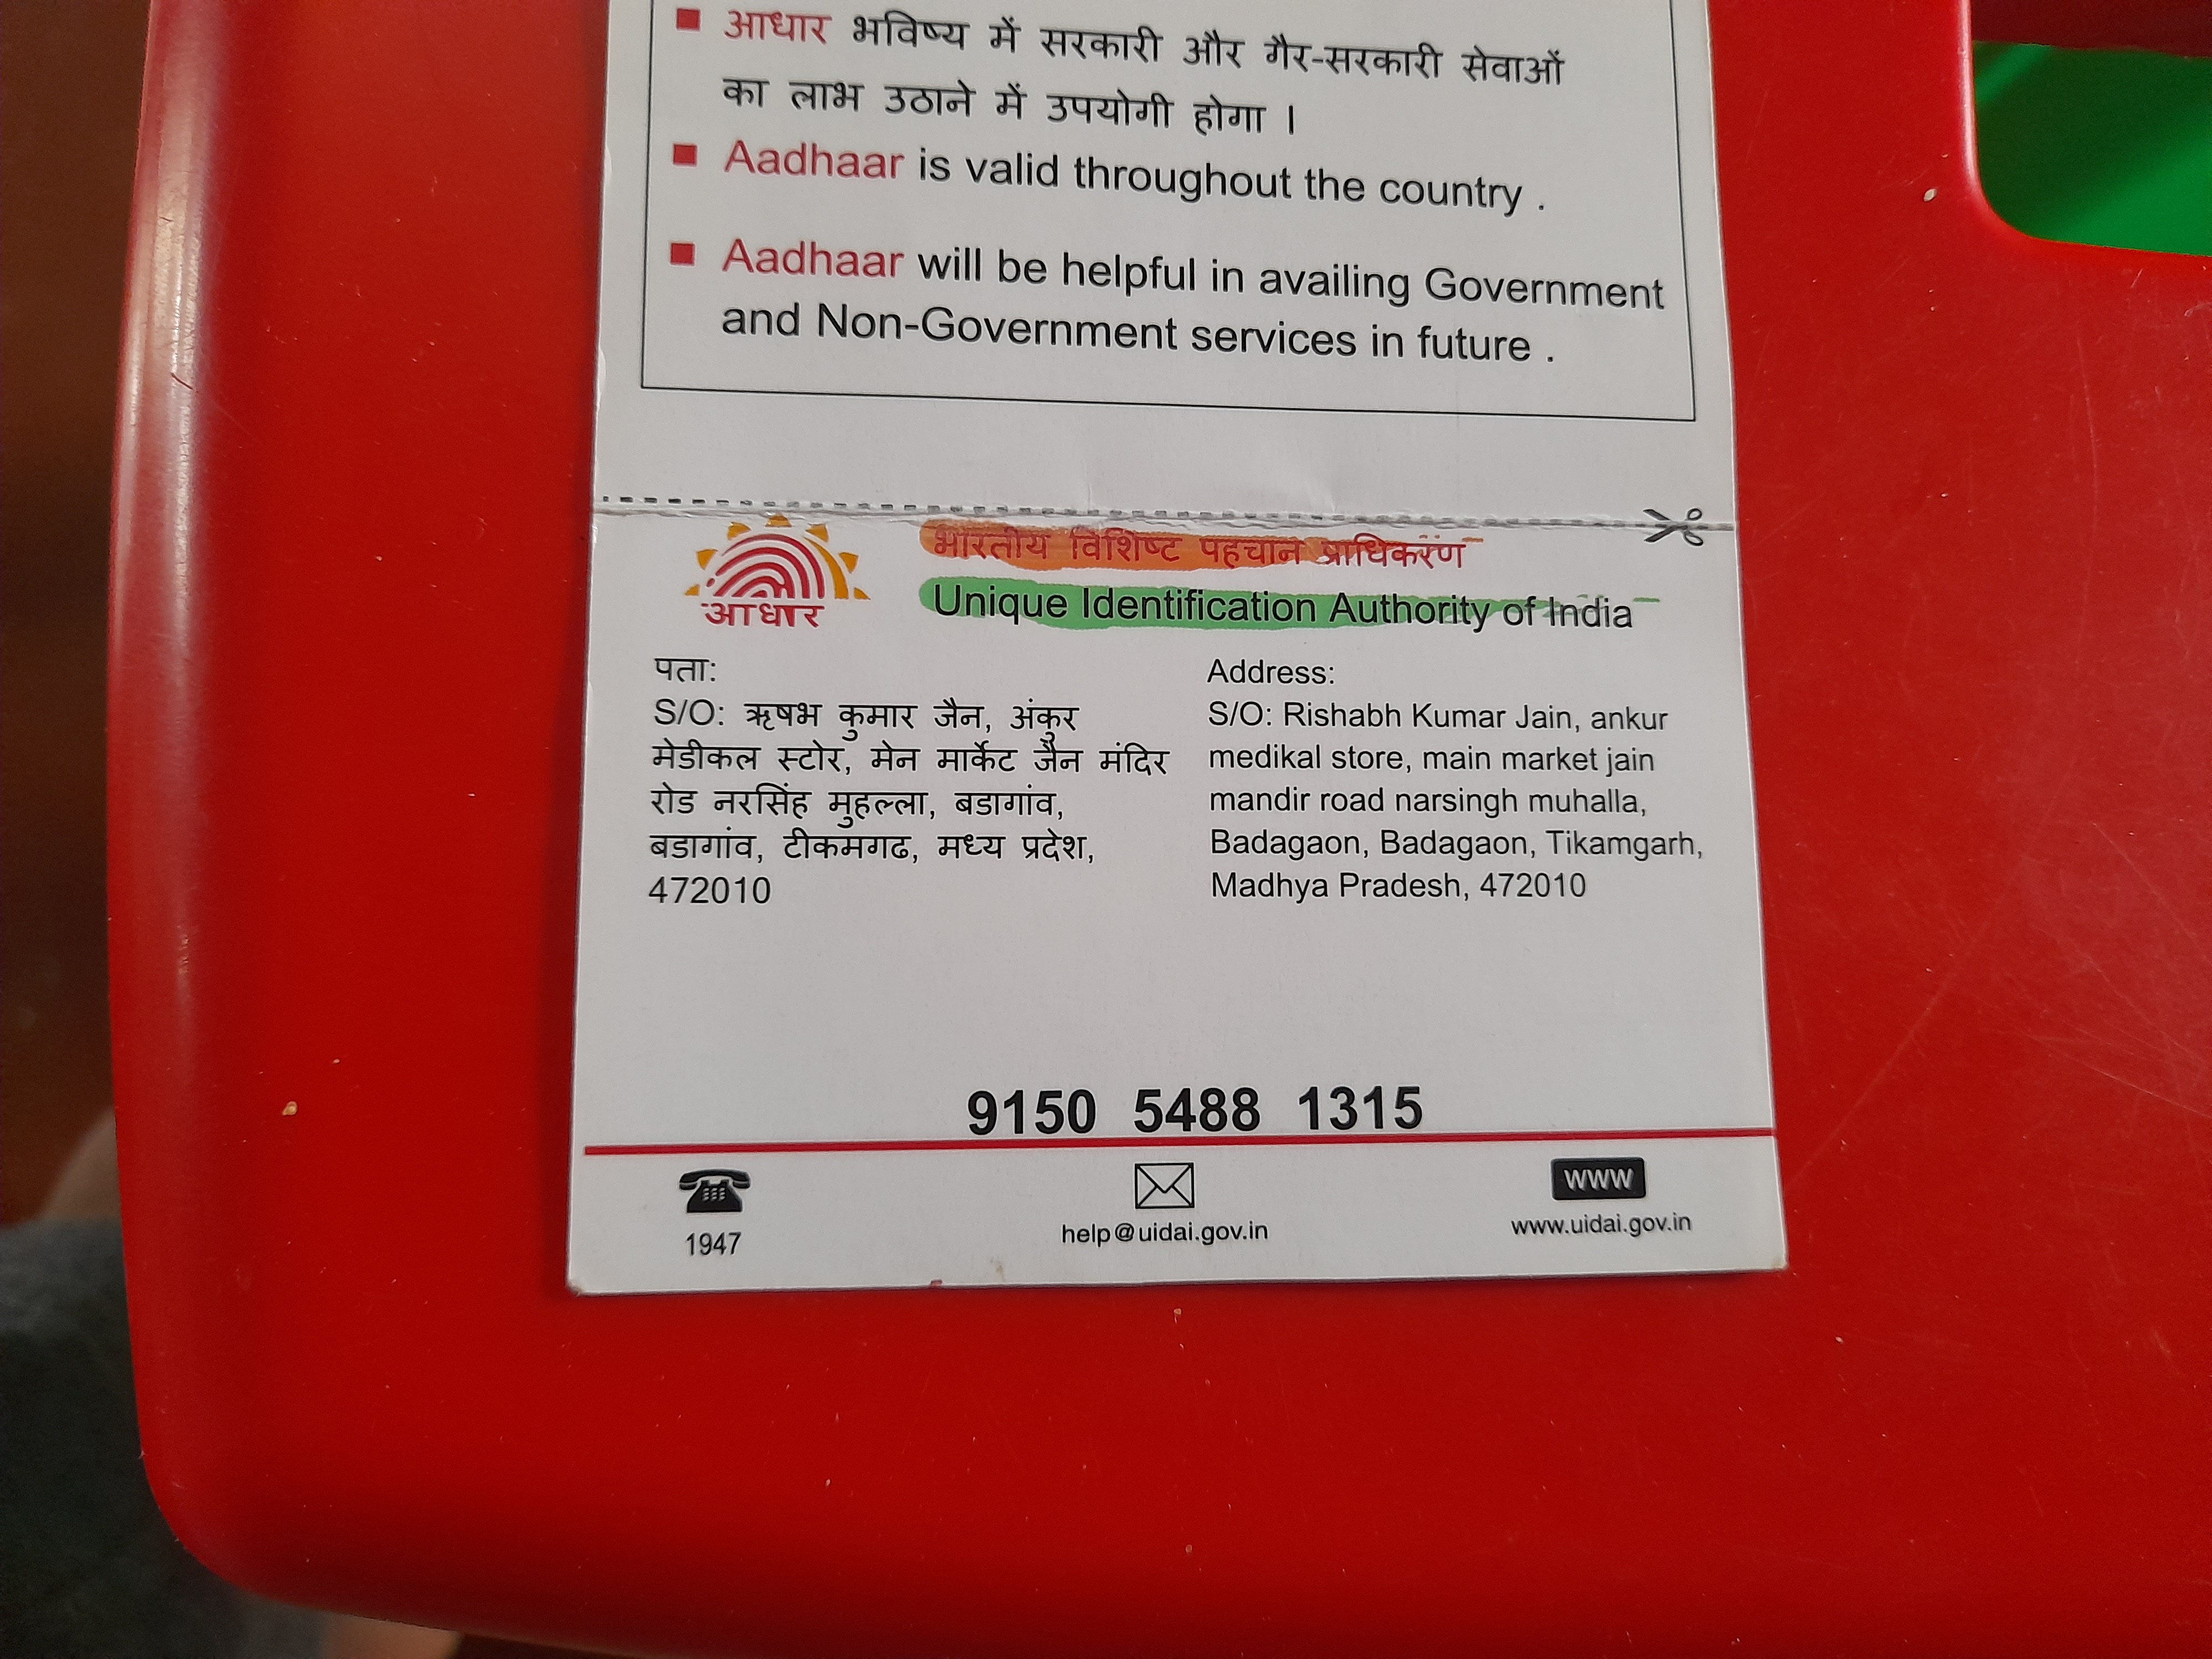 आधार भविष्य में सरकारी और गैर-सरकारी सेवाओं
का लाभ उठाने में उपयोगी होगा ।
Aadhaar is valid throughout the country .
Aadhaar will be helpful in availing Government
and Non-Government services in future .
भारतीय विशिष्ट पहचान प्राधिकरण
Unique Identification Authority of India
आधार
पता:
S/O: ऋषभ कुमार जैन, अंकुर
मेडीकल स्टोर, मेन मार्केट जैन मंदिर
रोड नरसिंह मुहल्ला, बडागांव,
बडागांव, टीकमगढ, मध्य प्रदेश,
472010
Address:
S/O: Rishabh Kumar Jain, ankur
medikal store, main market jain
mandir road narsingh muhalla,
Badagaon, Badagaon, Tikamgarh,
Madhya Pradesh, 472010
9150 5488 1315
1947
help@uidai.gov.in
www
www.uidai.gov.in